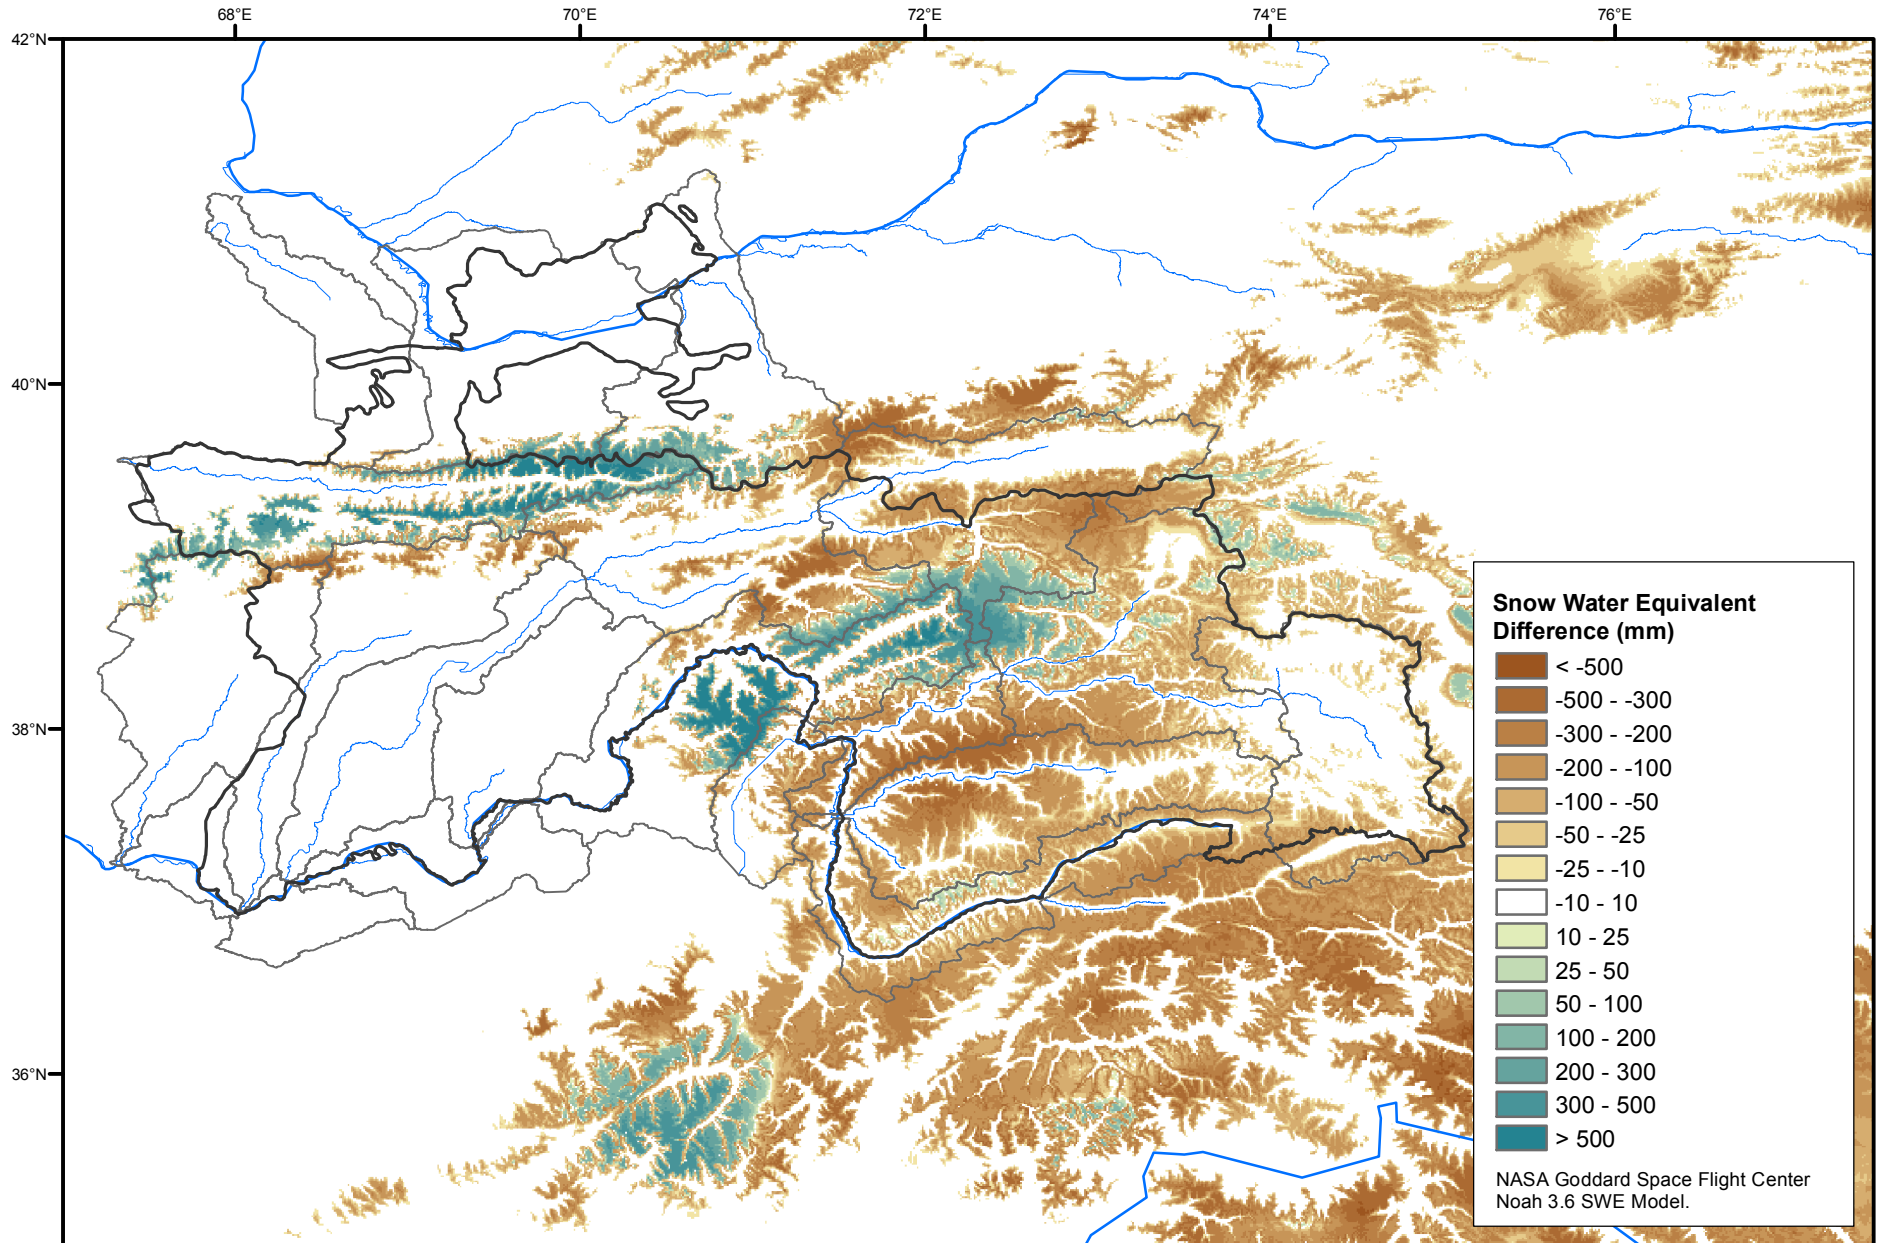 68°E
70°E
72°E
74°E
76°E
42°N
40°N
38°N
36°N
Snow Water Equivalent
Difference (mm)
< -500
-500 - -300
-300 - -200
-200 - -100
-100 - -50
-50 - -25
-25 - -10
-10 - 10
10 - 25
25 - 50
50 - 100
100 - 200
200 - 300
300 - 500
> 500
NASA Goddard Space Flight Center
Noah 3.6 SWE Model.